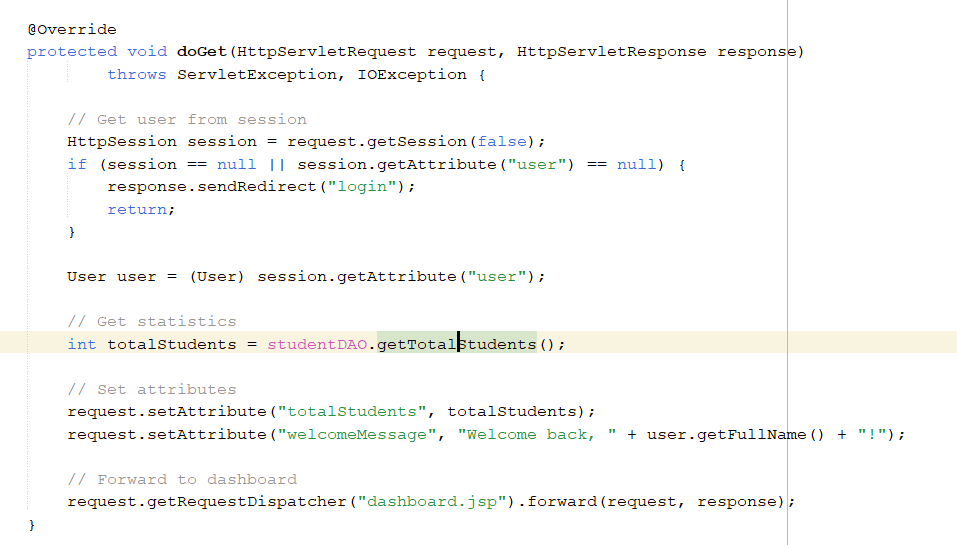 @Override
protected void doGet(HttpServletRequest request, HttpServletResponse response)
        throws ServletException, IOException {

    // Get user from session
    HttpSession session = request.getSession(false);
    if (session == null || session.getAttribute("user") == null) {
        response.sendRedirect("login");
        return;
    }

    User user = (User) session.getAttribute("user");

    // Get statistics
    int totalStudents = studentDAO.getTotalStudents();

    // Set attributes
    request.setAttribute("totalStudents", totalStudents);
    request.setAttribute("welcomeMessage", "Welcome back, " + user.getFullName() + "!");

    // Forward to dashboard
    request.getRequestDispatcher("dashboard.jsp").forward(request, response);
}